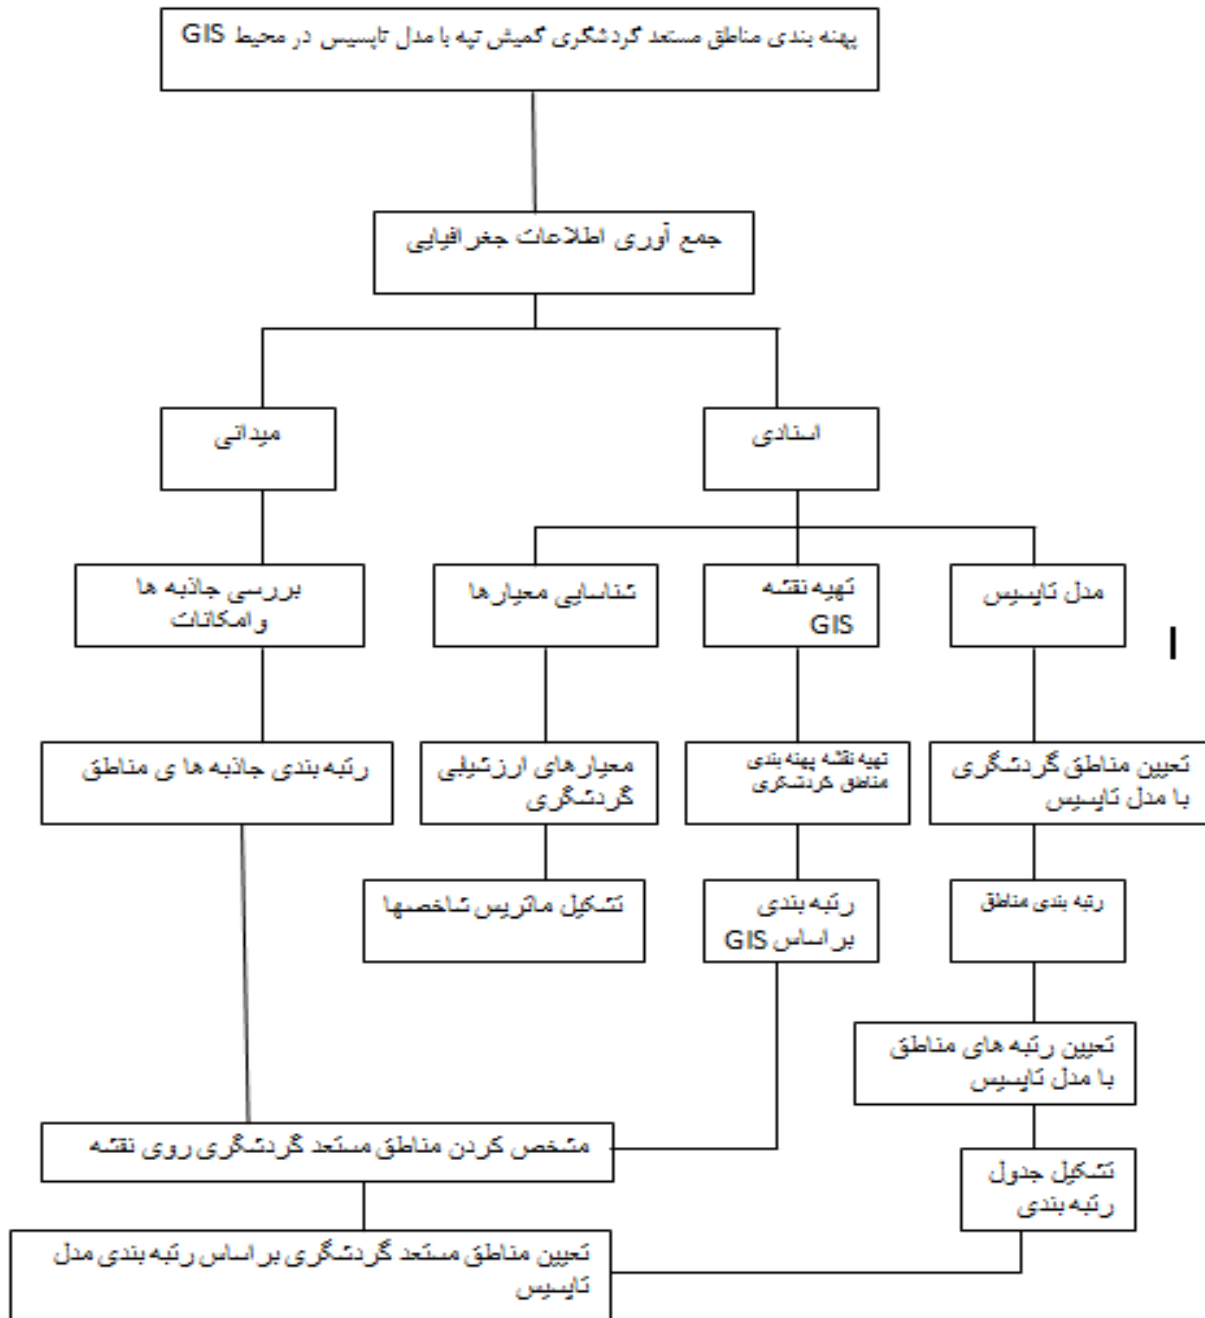 پهنه بندی مناطق مستعد گردشگری گمیش تپه با مدل تاپسیس در محیط GIS
جمع آوری اطلاعات جغرافیایی
میدانی
اسنادی
بررسی جاذبه ها
وامکانات
شناسایی معیارها
تهیه نقشه
GIS
مدل تاپسیس
رتبه بندی جاذبه ها ی مناطق
معیارهای ارزشیابی
گردشگری
تهیه نقشه پهنه بندی
مناطق گردشگری
تعیین مناطق گردشگری
با مدل تاپسیس
تشکیل ماتریس شاخصها
رتبه بندی
بر اساس GIS
رتبه بندی مناطق
تعیین رتبه های مناطق
با مدل تاپسیس
مشخص کردن مناطق مستعد گردشگری روی نقشه
تشکیل جدول
رتبه بندی
تعیین مناطق مستعد گردشگری بر اساس رتبه بندی مدل
تاپسیس